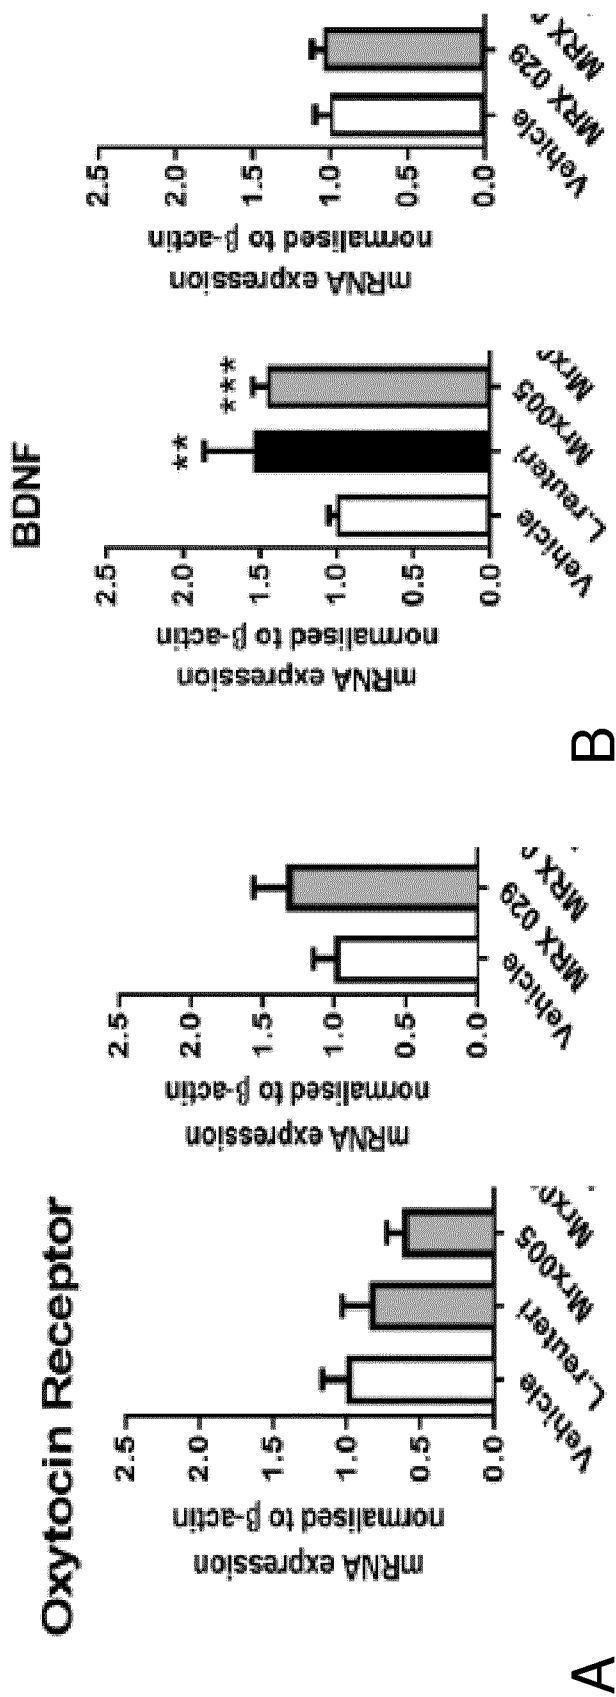 Oxytocin Receptor
mRNA expression
normalised to β-actin
2.5
2.0
1.5
1.0
0.5
0.0
Vehicle
L.reuteri
Mrx005
mRNA expression
normalised to β-actin
2.5
2.0
1.5
1.0
0.5
0.0
Vehicle
MRX 029
MRX
A
BDNF
mRNA expression
normalised to β-actin
2.5
2.0
1.5
1.0
0.5
0.0
**
****
Vehicle
L.reuteri
Mrx005
mRNA expression
normalised to β-actin
2.5
2.0
1.5
1.0
0.5
0.0
Vehicle
MRX 029
MRX
B